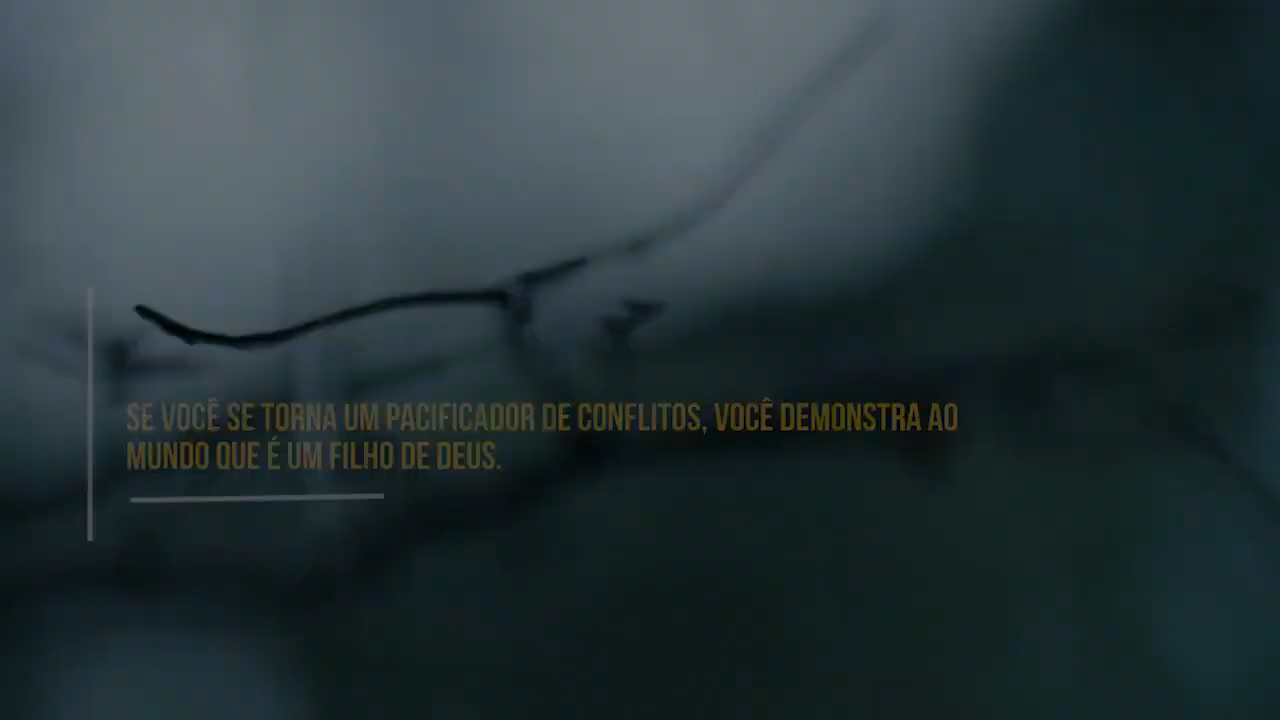 SE VOCÊ SE TORNA UM PACIFICADOR DE CONFLITOS, VOCÊ DEMONSTRA AO
MUNDO QUE É UM FILHO DE DEUS.